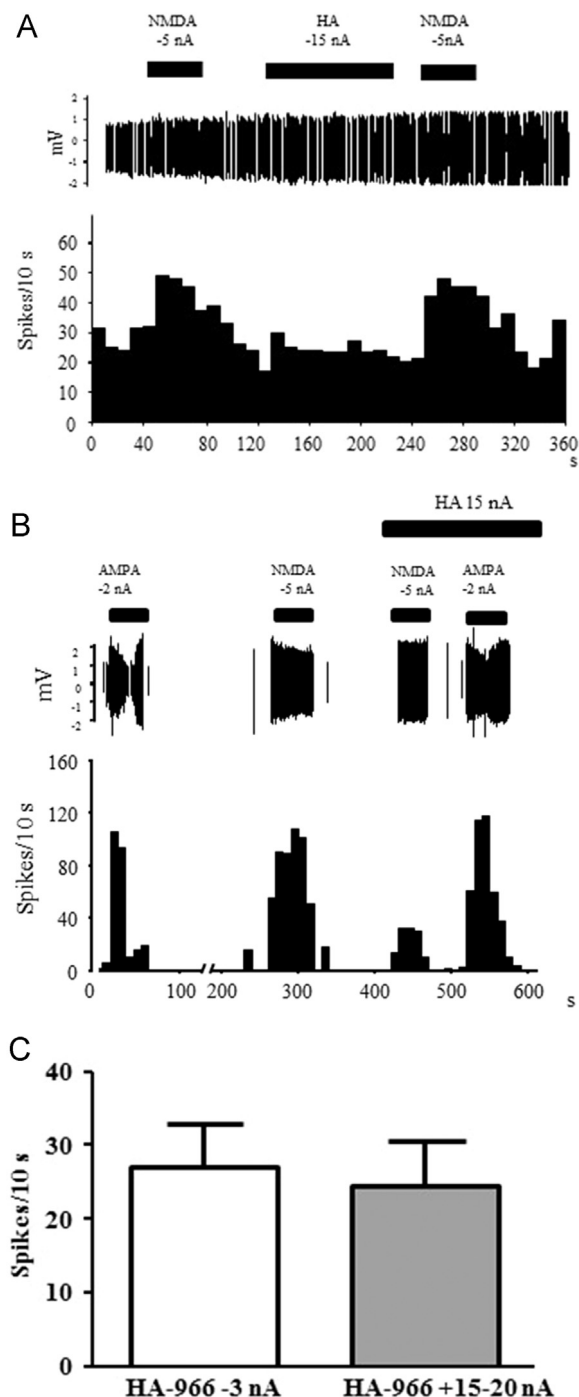 A
NMDA HA NMDA
-5 nA -15 nA -5nA
mV
2
1
0
-1
-2
Spikes/10 s
60
50
40
30
20
10
0
0 40 80 120 160 200 240 280 320 360
s
B
HA 15 nA
AMPA NMDA NMDA AMPA
-2 nA -5 nA -5 nA -2 nA
mV
2
1
0
-1
-2
Spikes/10 s
160
120
80
40
0
0 100 200 300 400 500 600 s
C
Spikes/10 s
40
30
20
10
0
HA-966 -3 nA HA-966 +15-20 nA